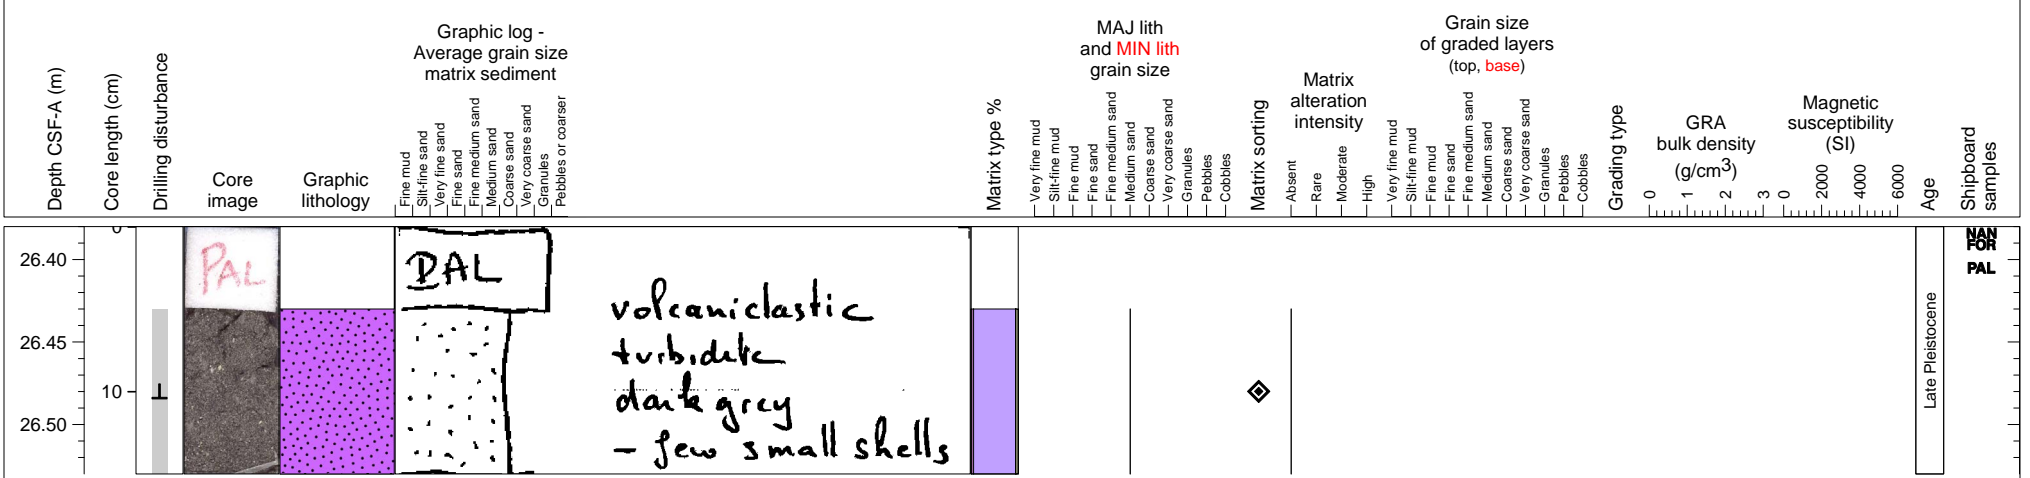 Depth CSF-A (m)
Core length (cm)
Drilling disturbance
Core
image
Graphic
lithology
Graphic log -
Average grain size
matrix sediment
Fine mud
Silt-fine sand
Very fine sand
Fine sand
Fine medium sand
Medium sand
Coarse sand
Very coarse sand
Granules
Pebbles or coarser
Matrix type %
MAJ lith
and MIN lith
grain size
Very fine mud
Silt-fine mud
Fine mud
Fine sand
Fine medium sand
Medium sand
Coarse sand
Very coarse sand
Granules
Pebbles
Cobbles
Matrix sorting
Matrix
alteration
intensity
Absent
Rare
Moderate
High
Grain size
of graded layers
(top, base)
Very fine mud
Silt-fine mud
Fine mud
Fine sand
Fine medium sand
Medium sand
Coarse sand
Very coarse sand
Granules
Pebbles
Cobbles
Grading type
GRA
bulk density
(g/cm3)
0 1 2 3
Magnetic
susceptibility
(SI)
0 2000 4000 6000
Age
Shipboard
samples
26.40
26.45
26.50
0
10
PAL
PAL
volcaniclastic
turbidite
dark grey
- few small shells
Late Pleistocene
NAN
FOR
PAL